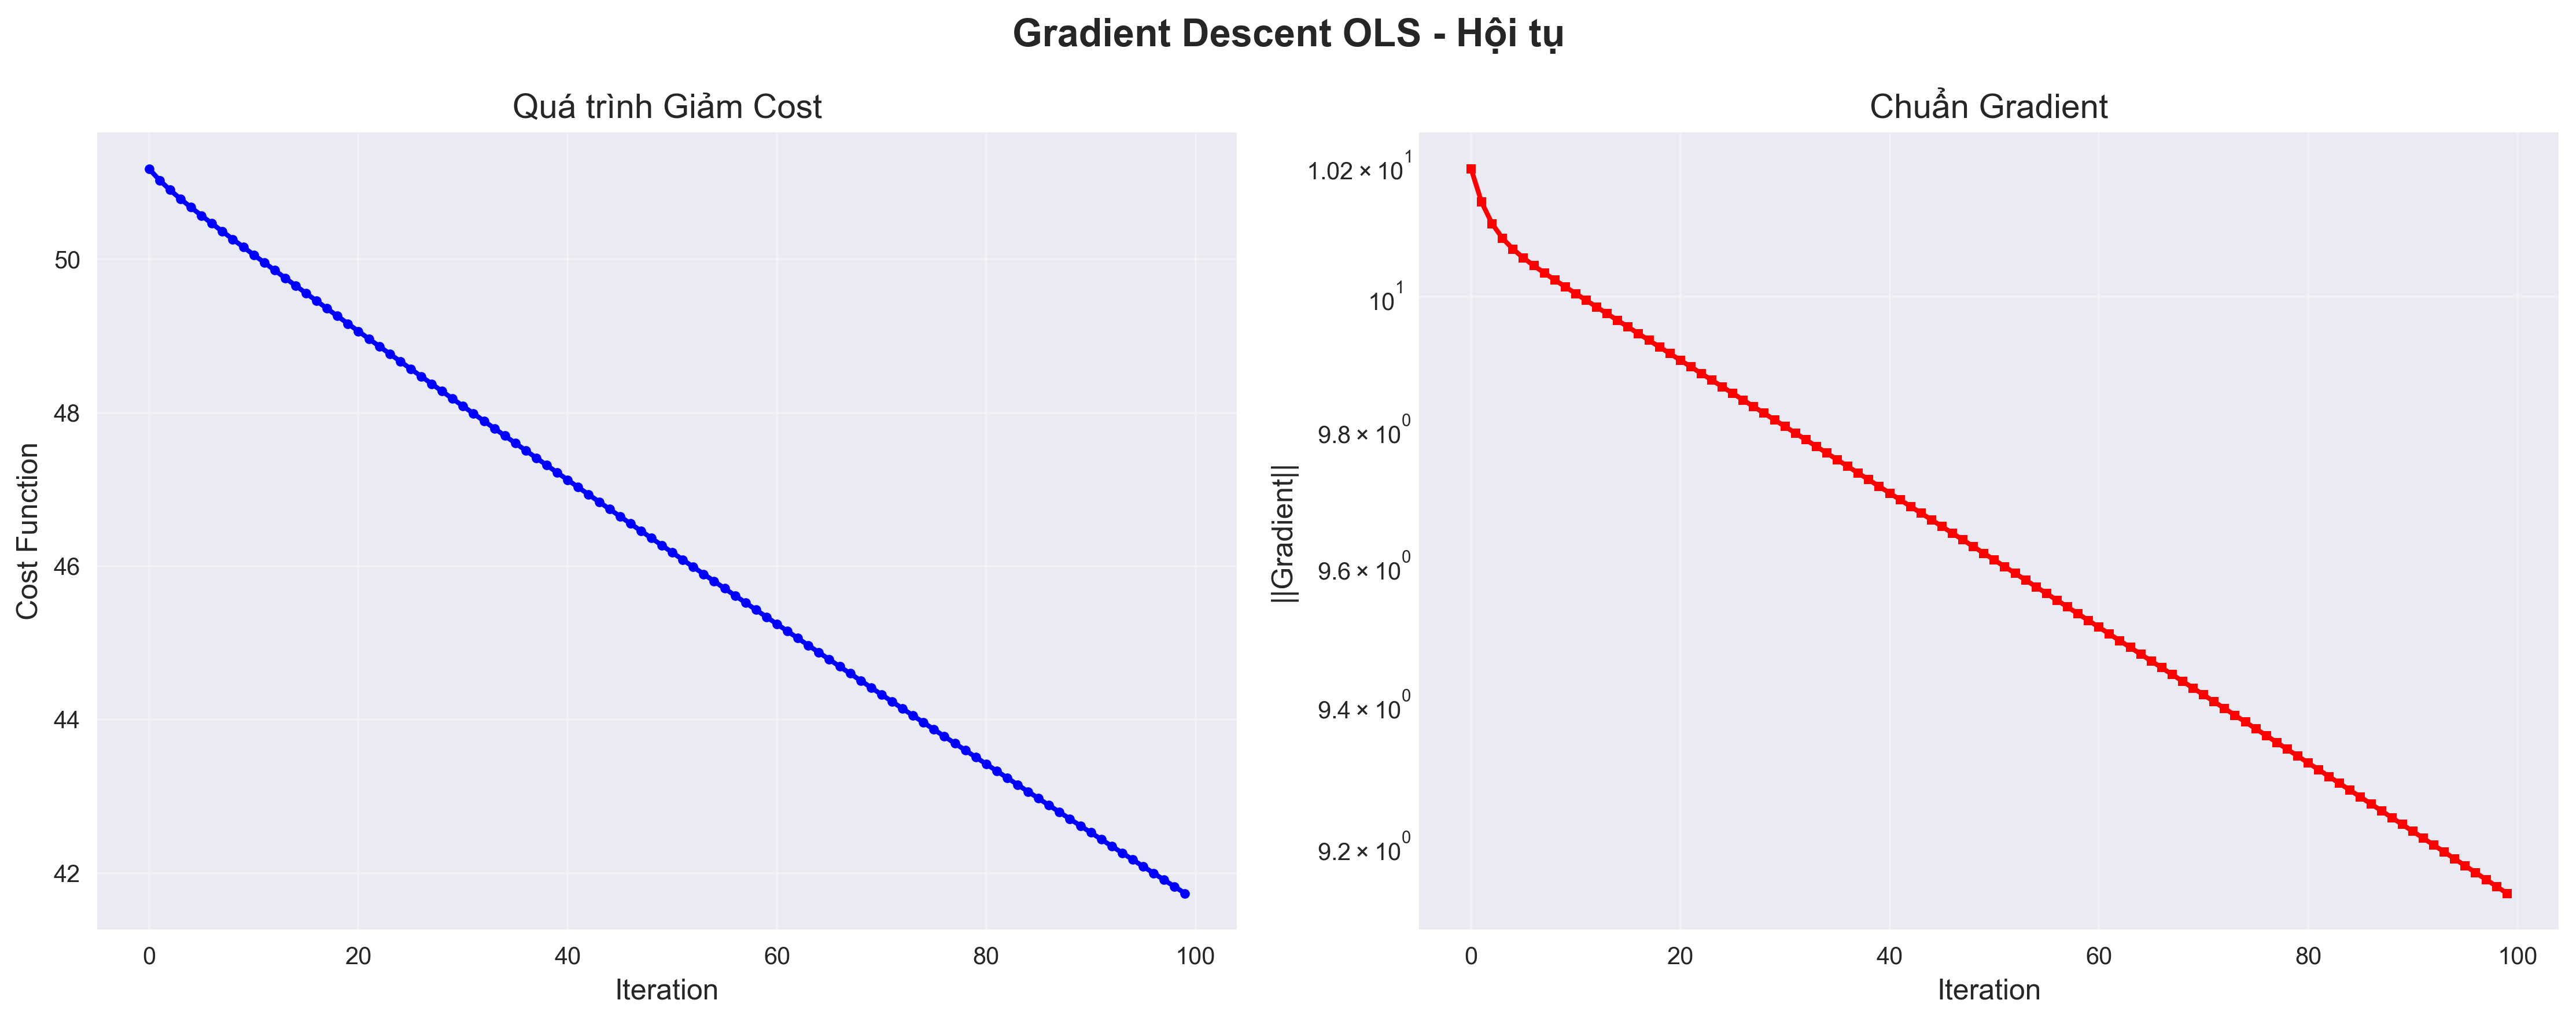 Gradient Descent OLS - Hội tụ
Quá trình Giảm Cost
Cost Function
50
48
46
44
42
0 20 40 60 80 100
Iteration
Chuẩn Gradient
||Gradient||
1.02 × 10¹
10¹
9.8 × 10⁰
9.6 × 10⁰
9.4 × 10⁰
9.2 × 10⁰
0 20 40 60 80 100
Iteration